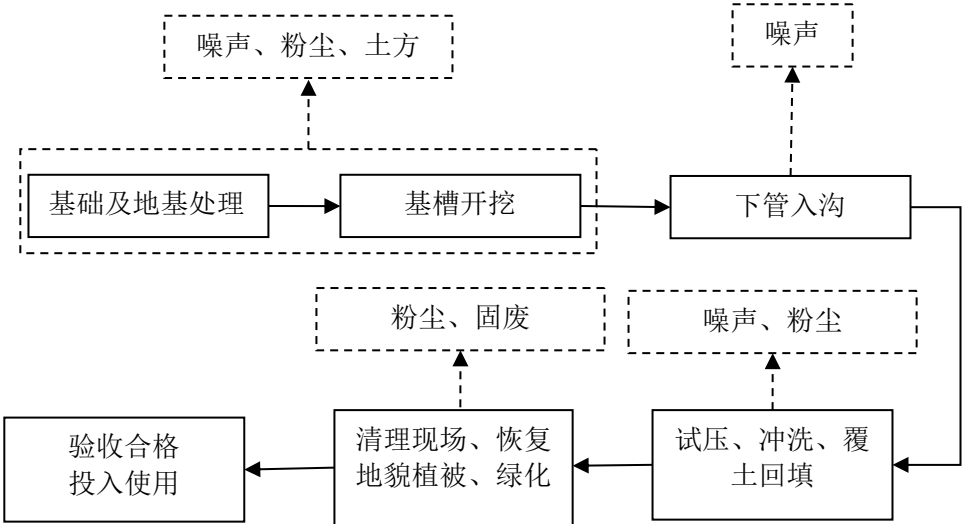 噪声、粉尘、土方
噪声
基础及地基处理
基槽开挖
下管入沟
粉尘、固废
噪声、粉尘
验收合格
投入使用
清理现场、恢复
地貌植被、绿化
试压、冲洗、覆
土回填